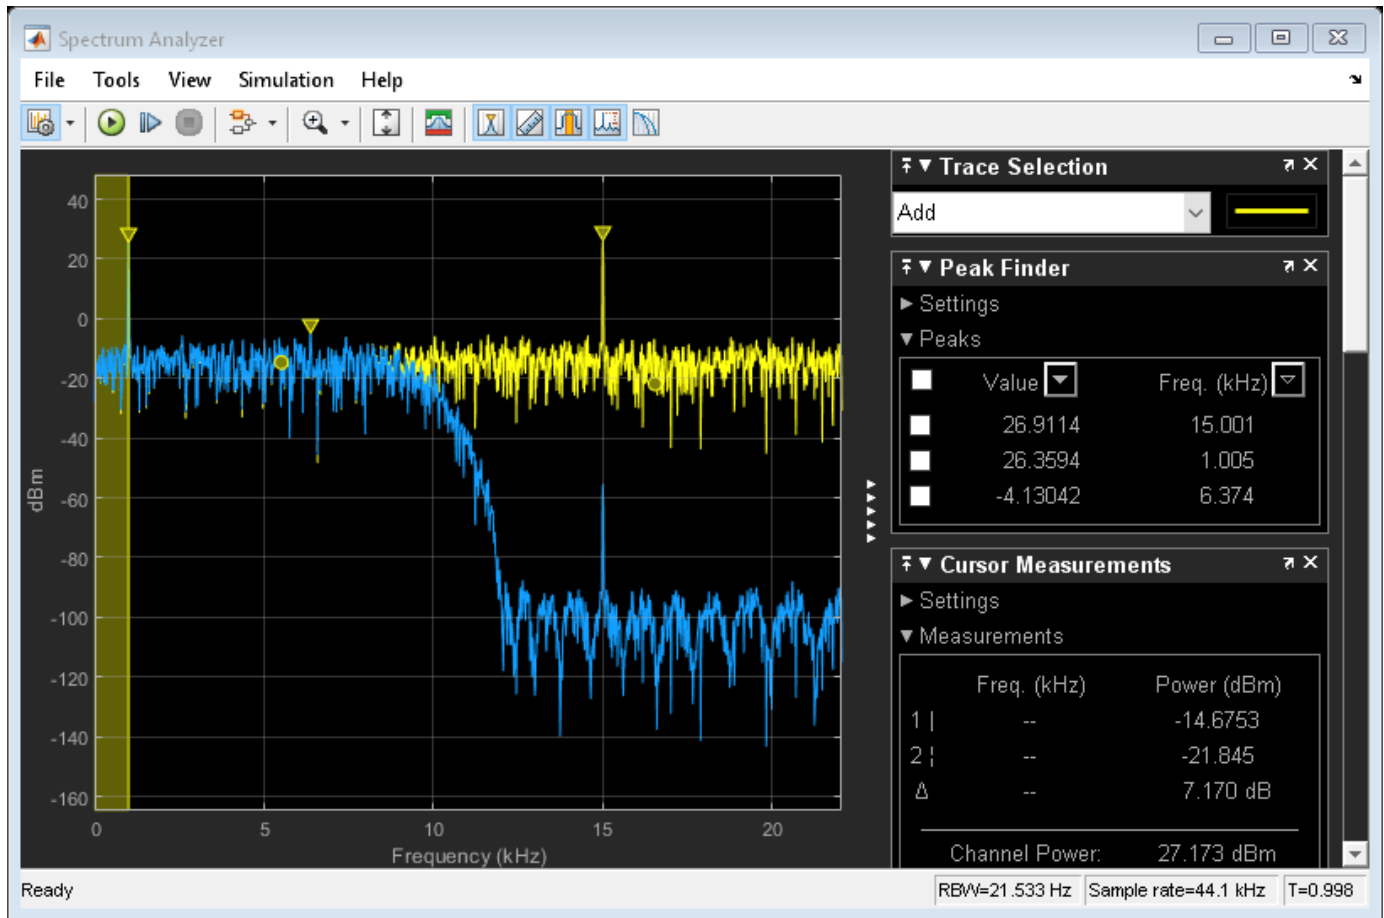 Spectrum Analyzer
File Tools View Simulation Help
40
20
0
-20
-40
-60
-80
-100
-120
-140
-160
dBm
0 5 10 15 20
Frequency (kHz)
Trace Selection
Add
Peak Finder
Settings
Peaks
Value Freq. (kHz)
26.9114 15.001
26.3594 1.005
-4.13042 6.374
Cursor Measurements
Settings
Measurements
Freq. (kHz) Power (dBm)
1 | -- -14.6753
2 ¦ -- -21.845
Δ -- 7.170 dB
Channel Power: 27.173 dBm
Ready RBW=21.533 Hz Sample rate=44.1 kHz T=0.998